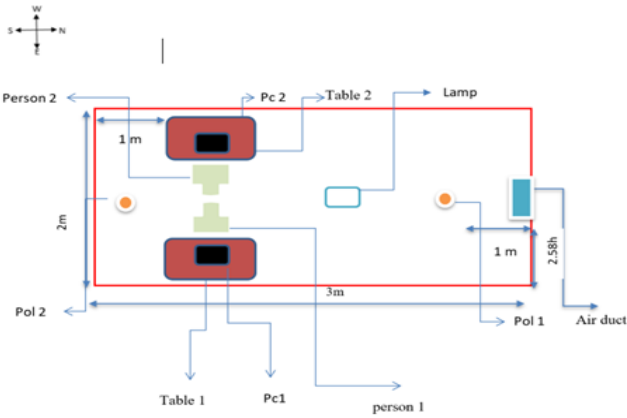 W
S
N
Person 2
Pc 2
Table 2
Lamp
1 m
2m
1 m
2.58h
3m
Pol 2
Pol 1
Air duct
Table 1
Pc1
person 1